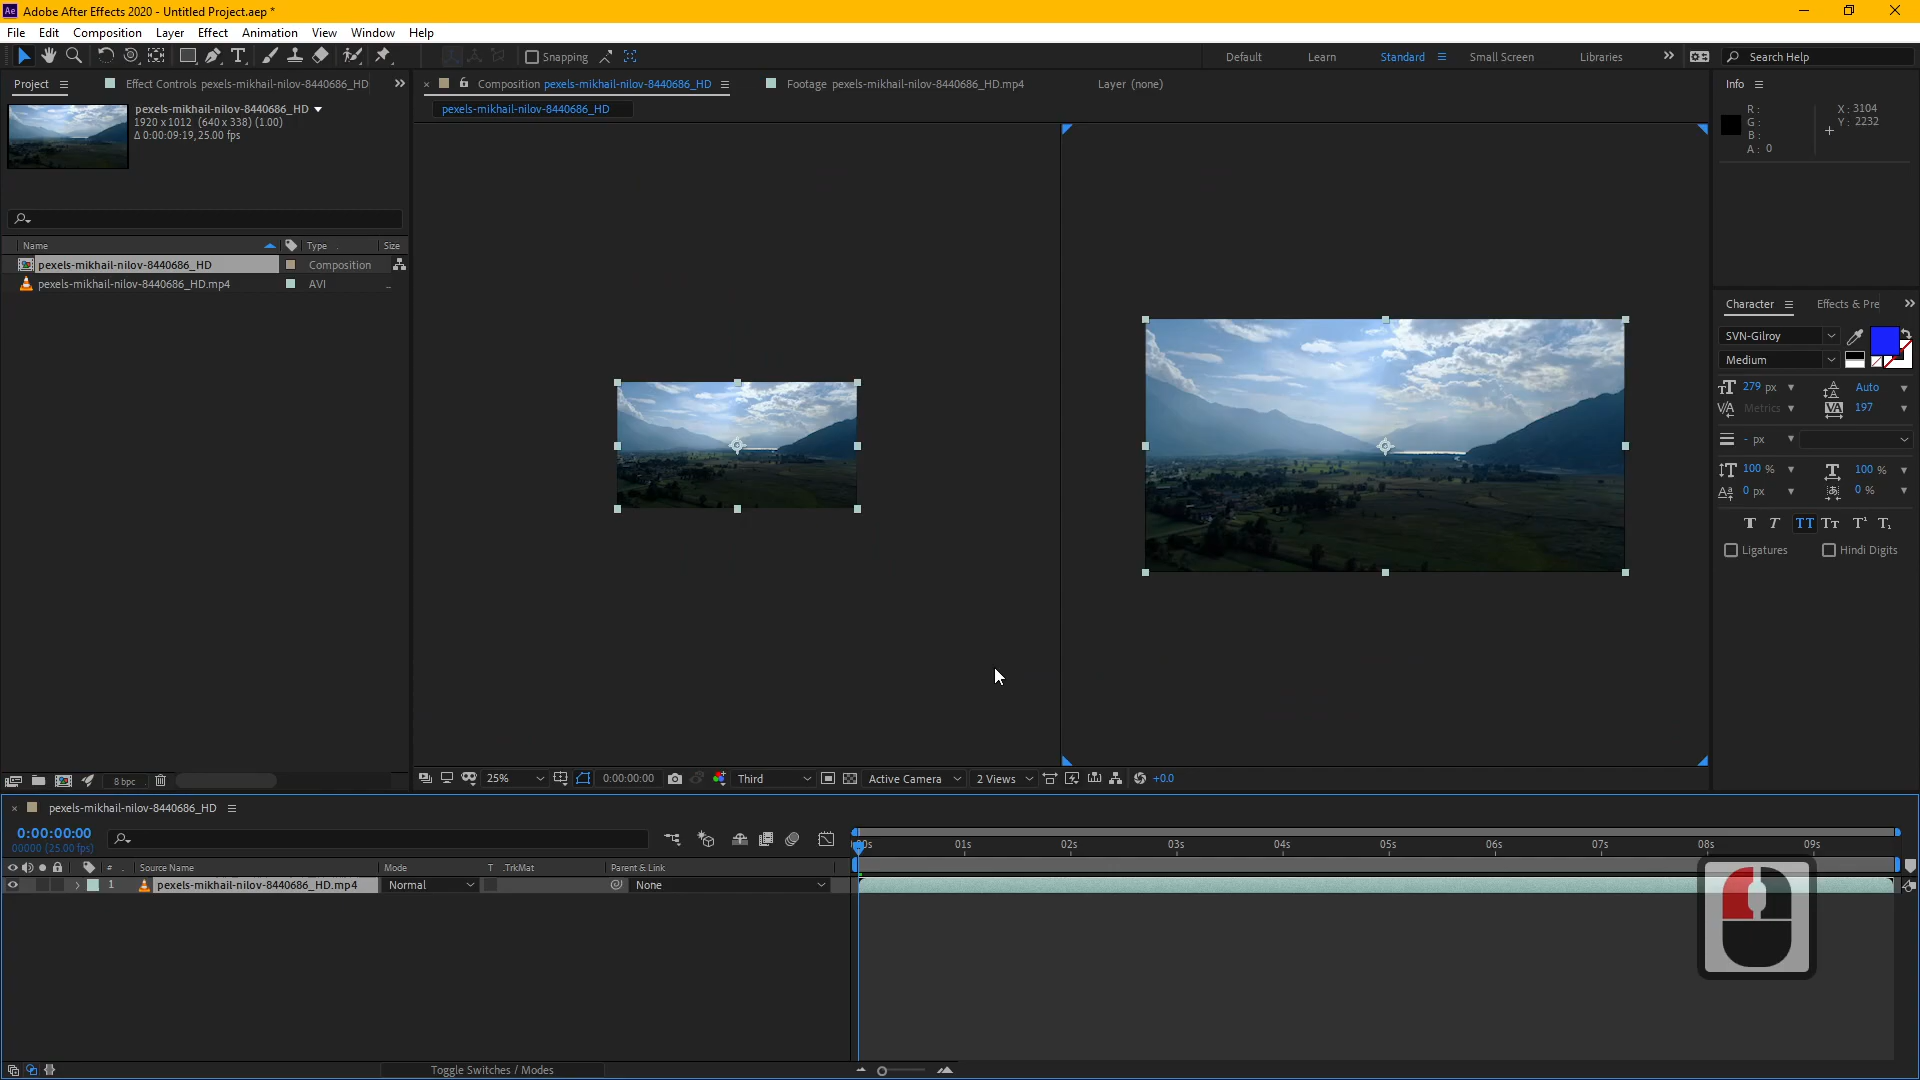 Ae Adobe After Effects 2020 - Untitled Project.aep *
File Edit Composition Layer Effect Animation View Window Help
Snapping
Default Learn Standard Small Screen Libraries Search Help
Project Effect Controls pexels-mikhail-nilov-8440686_HD
Composition pexels-mikhail-nilov-8440686_HD Footage pexels-mikhail-nilov-8440686_HD.mp4 Layer (none)
Info
pexels-mikhail-nilov-8440686_HD
1920 x 1012 (640 x 338) (1.00)
Δ 0:00:09:19, 25.00 fps
pexels-mikhail-nilov-8440686_HD
R :
G :
B :
A : 0
X : 3104
Y : 2232
Name Type Size
pexels-mikhail-nilov-8440686_HD Composition
pexels-mikhail-nilov-8440686_HD.mp4 AVI ..
Character Effects & Pre
SVN-Gilroy
Medium
279 px Auto
Metrics 197
- px
100 % 100 %
0 px 0 %
T T TT Tт T¹ T₁
Ligatures Hindi Digits
8 bpc
25% 0:00:00:00 Third Active Camera 2 Views +0.0
pexels-mikhail-nilov-8440686_HD
0:00:00:00
00000 (25.00 fps)
:00s 01s 02s 03s 04s 05s 06s 07s 08s 09s
# Source Name Mode T .TrkMat Parent & Link
1 pexels-mikhail-nilov-8440686_HD.mp4 Normal None
Toggle Switches / Modes